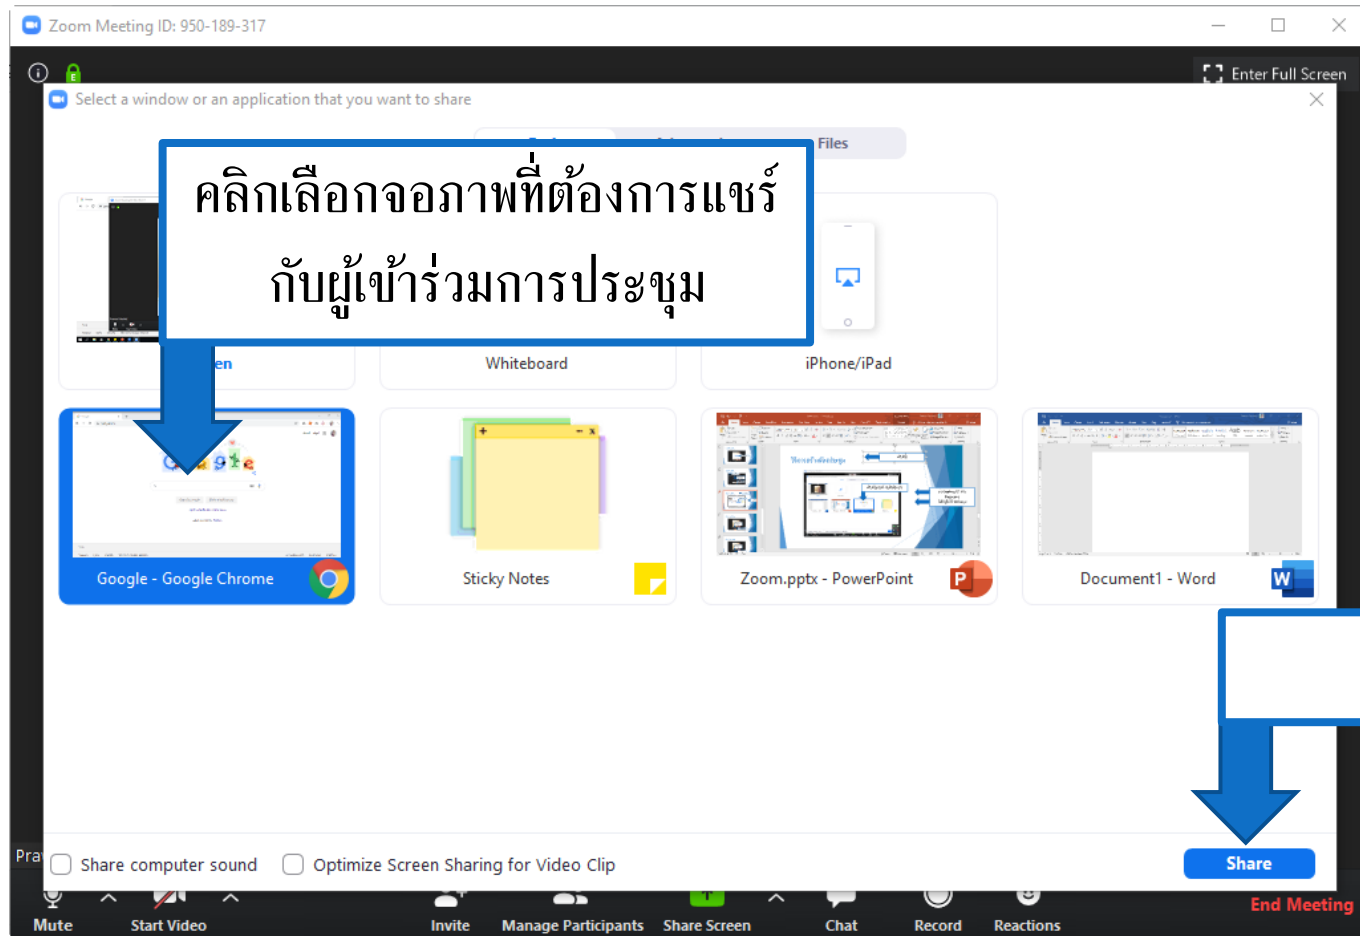 Zoom Meeting ID: 950-189-317
Enter Full Screen
Select a window or an application that you want to share
Files
คลิกเลือกจอภาพที่ต้องการแชร์
กับผู้เข้าร่วมการประชุม
Whiteboard
iPhone/iPad
Google - Google Chrome
Sticky Notes
Zoom.pptx - PowerPoint
Document1 - Word
Share computer sound
Optimize Screen Sharing for Video Clip
Share
Mute
Start Video
Invite
Manage Participants
Share Screen
Chat
Record
Reactions
End Meeting